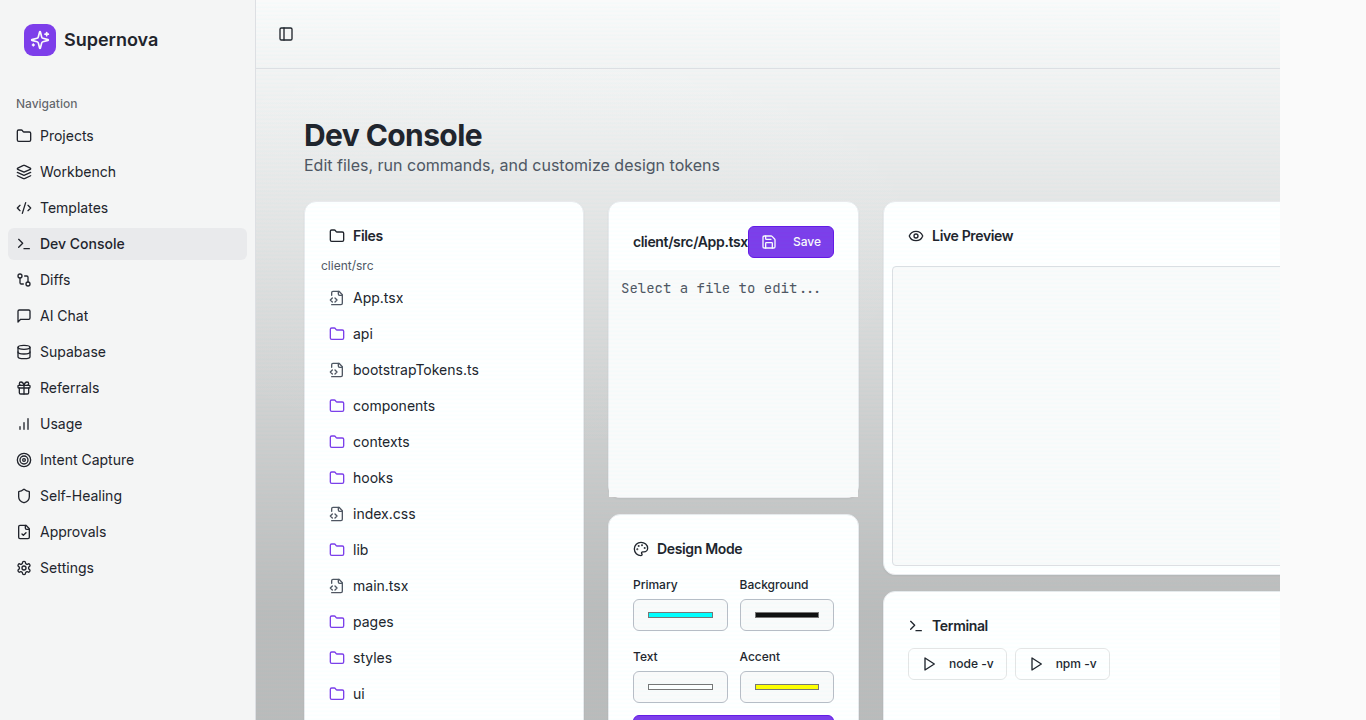 Supernova
Navigation
Projects
Workbench
Templates
Dev Console
Diffs
AI Chat
Supabase
Referrals
Usage
Intent Capture
Self-Healing
Approvals
Settings
Dev Console
Edit files, run commands, and customize design tokens
Files
client/src
App.tsx
api
bootstrapTokens.ts
components
contexts
hooks
index.css
lib
main.tsx
pages
styles
ui
client/src/App.tsx
Save
Select a file to edit...
Design Mode
Primary
Background
Text
Accent
Live Preview
Terminal
node -v
npm -v